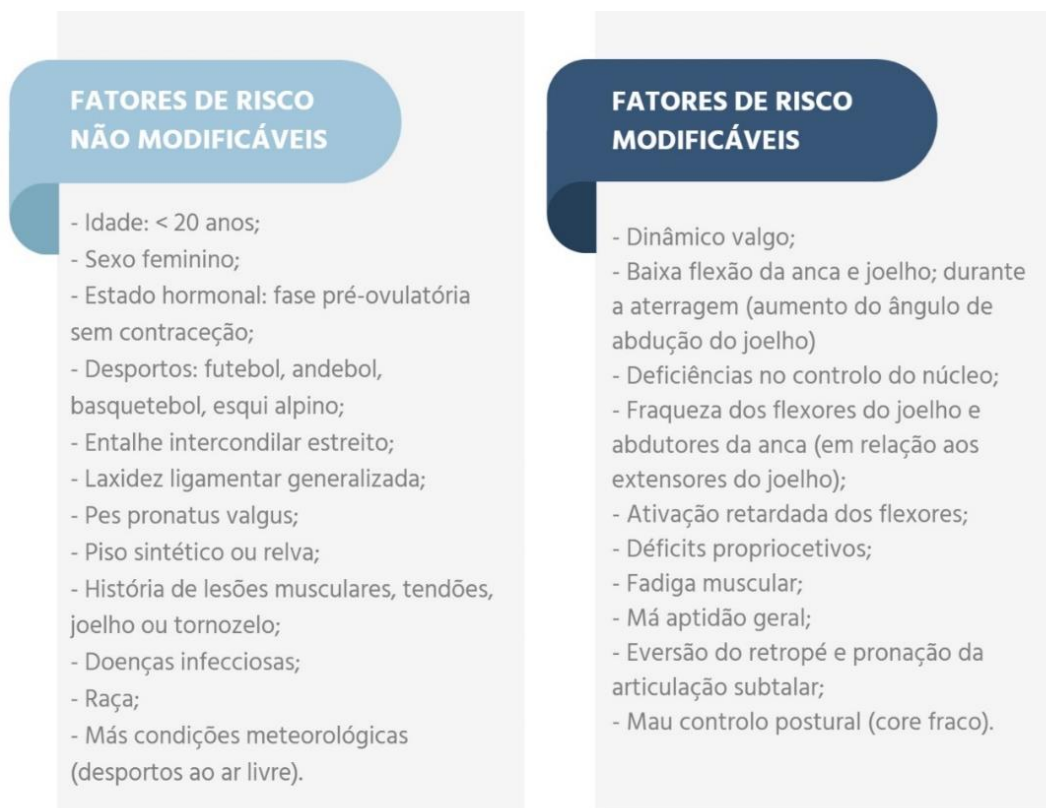 FATORES DE RISCO
NÃO MODIFICÁVEIS
- Idade: < 20 anos;
- Sexo feminino;
- Estado hormonal: fase pré-ovulatória
sem contraceção;
- Desportos: futebol, andebol,
basquetebol, esqui alpino;
- Entalhe intercondilar estreito;
- Laxidez ligamentar generalizada;
- Pes pronatus valgus;
- Piso sintético ou relva;
- História de lesões musculares, tendões,
joelho ou tornozelo;
- Doenças infecciosas;
- Raça;
- Más condições meteorológicas
(desportos ao ar livre).
FATORES DE RISCO
MODIFICÁVEIS
- Dinâmico valgo;
- Baixa flexão da anca e joelho; durante
a aterragem (aumento do ângulo de
abdução do joelho)
- Deficiências no controlo do núcleo;
- Fraqueza dos flexores do joelho e
abdutores da anca (em relação aos
extensores do joelho);
- Ativação retardada dos flexores;
- Déficits propriocetivos;
- Fadiga muscular;
- Má aptidão geral;
- Eversão do retropé e pronação da
articulação subtalar;
- Mau controlo postural (core fraco).